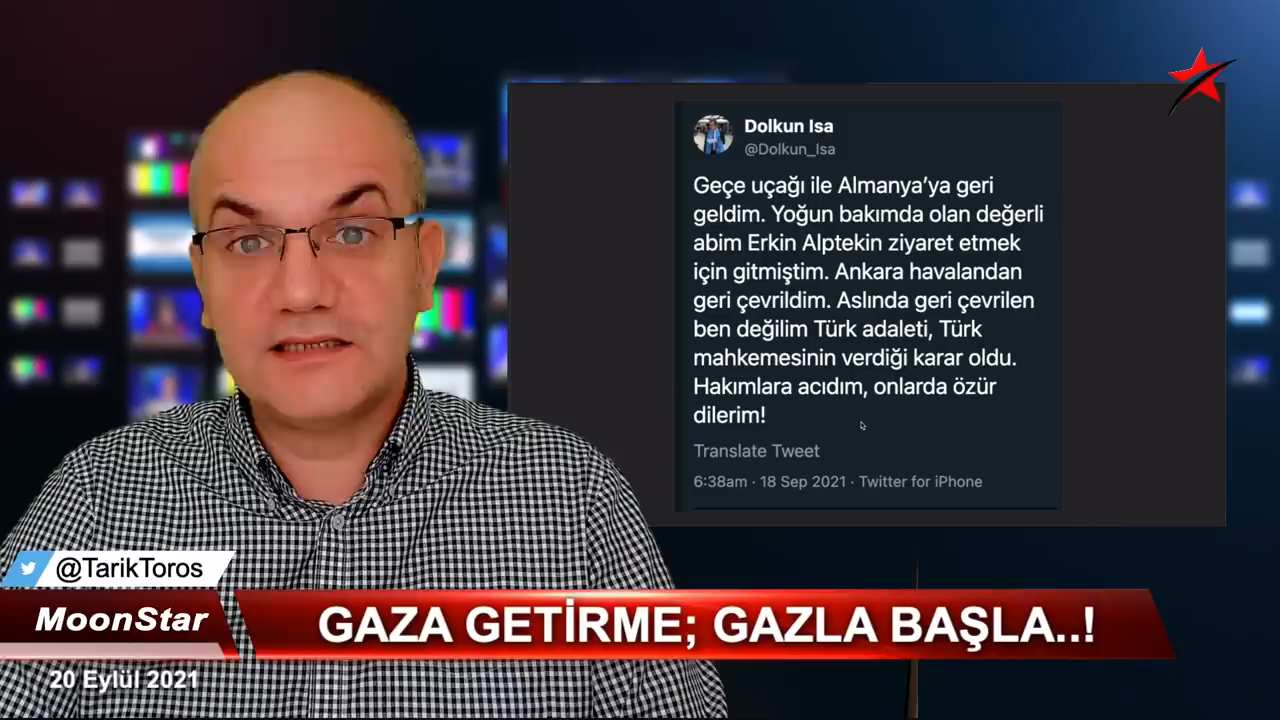 Dolkun Isa
@Dolkun_Isa
Geçe uçağı ile Almanya'ya geri
geldim. Yoğun bakımda olan değerli
abim Erkin Alptekin ziyaret etmek
için gitmiştim. Ankara havalandan
geri çevrildim. Aslında geri çevrilen
ben değilim Türk adaleti, Türk
mahkemesinin verdiği karar oldu.
Hakımlara acıdım, onlarda özür
dilerim!
Translate Tweet
6:38am · 18 Sep 2021 · Twitter for iPhone
@TarikToros
MoonStar
GAZA GETİRME; GAZLA BAŞLA..!
20 Eylül 2021